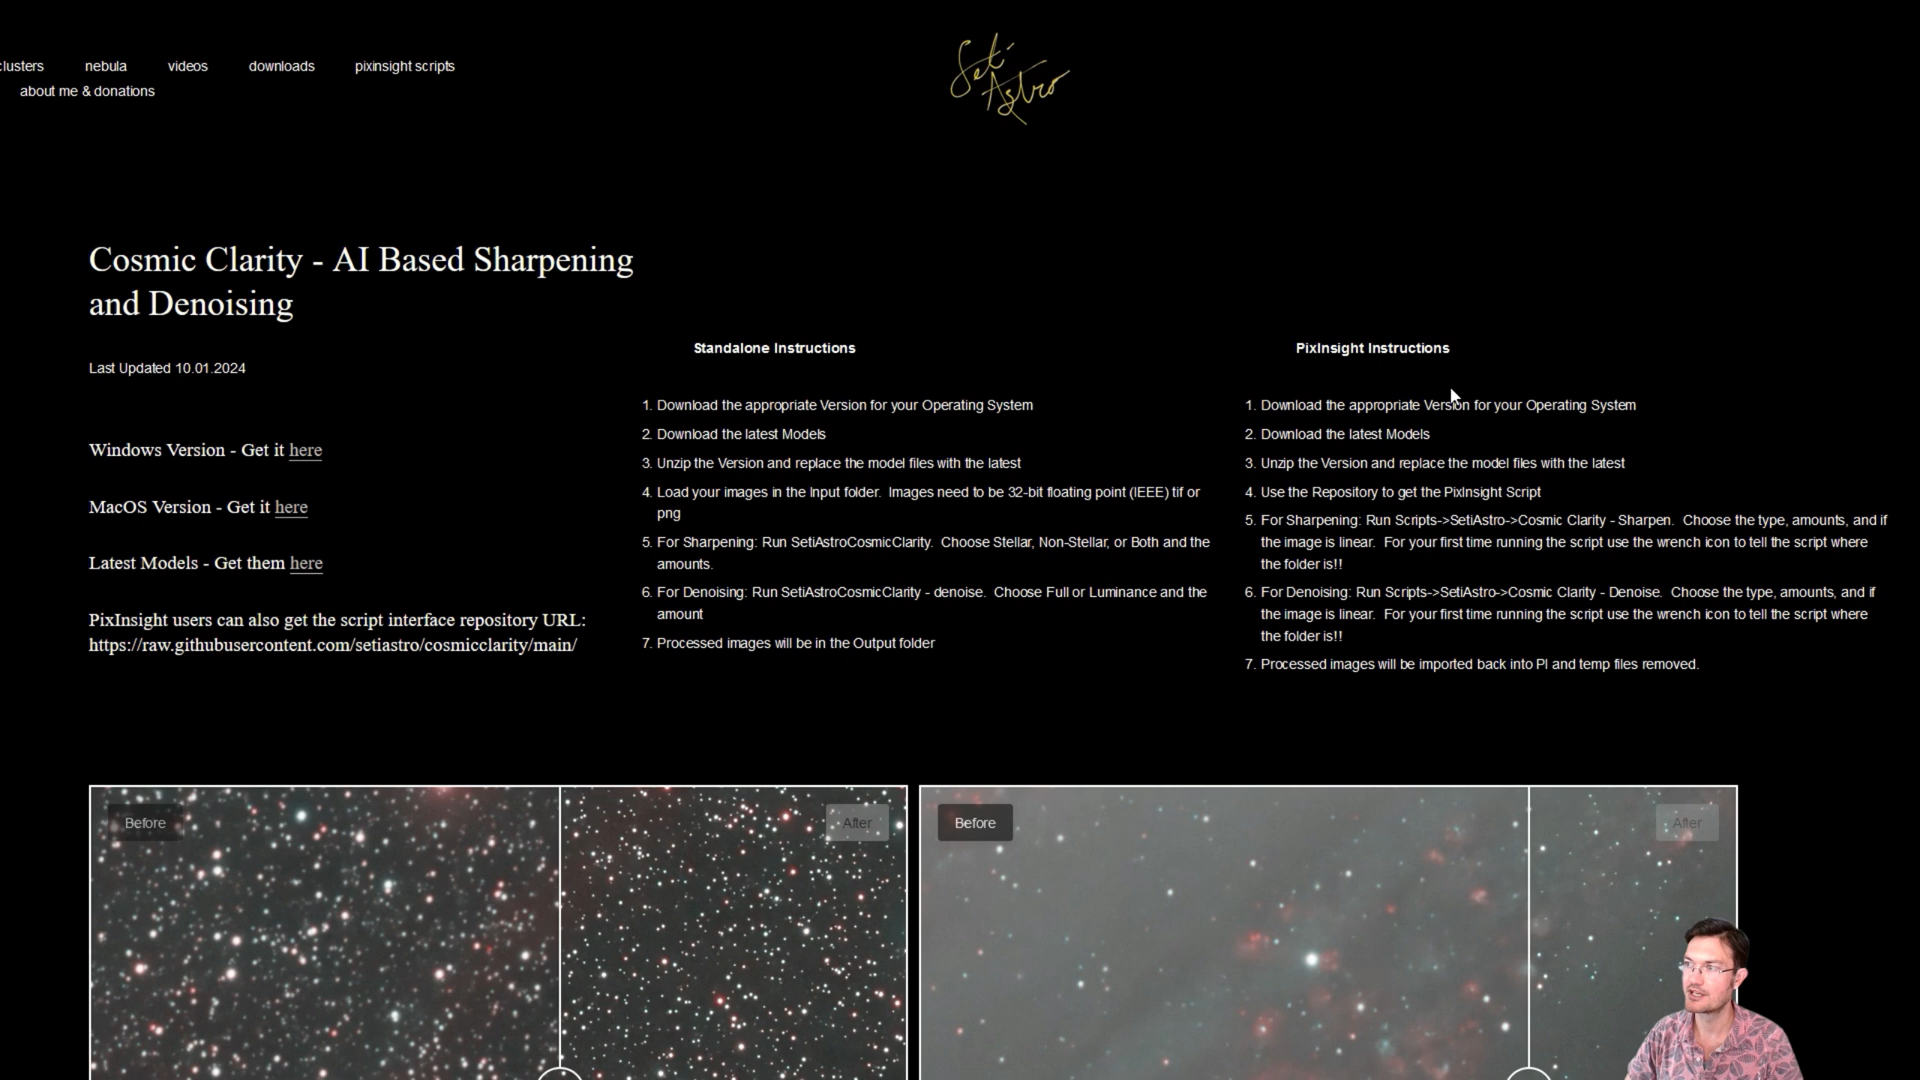 clusters nebula videos downloads pixinsight scripts
about me & donations
Seti
Astro
Cosmic Clarity - AI Based Sharpening
and Denoising
Last Updated 10.01.2024
Windows Version - Get it here
MacOS Version - Get it here
Latest Models - Get them here
PixInsight users can also get the script interface repository URL:
https://raw.githubusercontent.com/setiastro/cosmicclarity/main/
Standalone Instructions
1. Download the appropriate Version for your Operating System
2. Download the latest Models
3. Unzip the Version and replace the model files with the latest
4. Load your images in the Input folder. Images need to be 32-bit floating point (IEEE) tif or
png
5. For Sharpening: Run SetiAstroCosmicClarity. Choose Stellar, Non-Stellar, or Both and the
amounts.
6. For Denoising: Run SetiAstroCosmicClarity - denoise. Choose Full or Luminance and the
amount
7. Processed images will be in the Output folder
PixInsight Instructions
1. Download the appropriate Version for your Operating System
2. Download the latest Models
3. Unzip the Version and replace the model files with the latest
4. Use the Repository to get the PixInsight Script
5. For Sharpening: Run Scripts->SetiAstro->Cosmic Clarity - Sharpen. Choose the type, amounts, and if
the image is linear. For your first time running the script use the wrench icon to tell the script where
the folder is!!
6. For Denoising: Run Scripts->SetiAstro->Cosmic Clarity - Denoise. Choose the type, amounts, and if
the image is linear. For your first time running the script use the wrench icon to tell the script where
the folder is!!
7. Processed images will be imported back into PI and temp files removed.
Before After
Before After